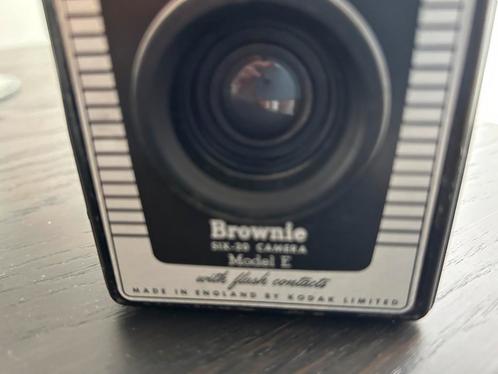 Brownie
SIX-20 CAMERA
Model E
with flash contacts
MADE IN ENGLAND BY KODAK LIMITED